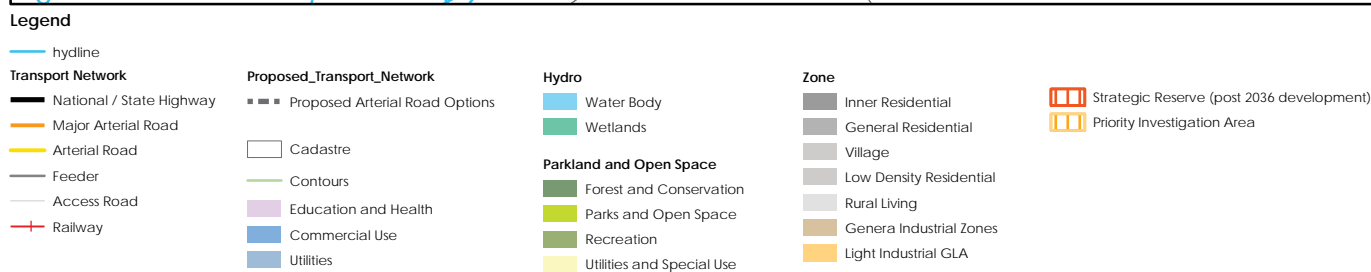 Legend
hydline
Transport Network
National / State Highway
Major Arterial Road
Arterial Road
Feeder
Access Road
Railway
Proposed_Transport_Network
Proposed Arterial Road Options
Cadastre
Contours
Education and Health
Commercial Use
Utilities
Hydro
Water Body
Wetlands
Parkland and Open Space
Forest and Conservation
Parks and Open Space
Recreation
Utilities and Special Use
Zone
Inner Residential
General Residential
Village
Low Density Residential
Rural Living
Genera Industrial Zones
Light Industrial GLA
Strategic Reserve (post 2036 development)
Priority Investigation Area